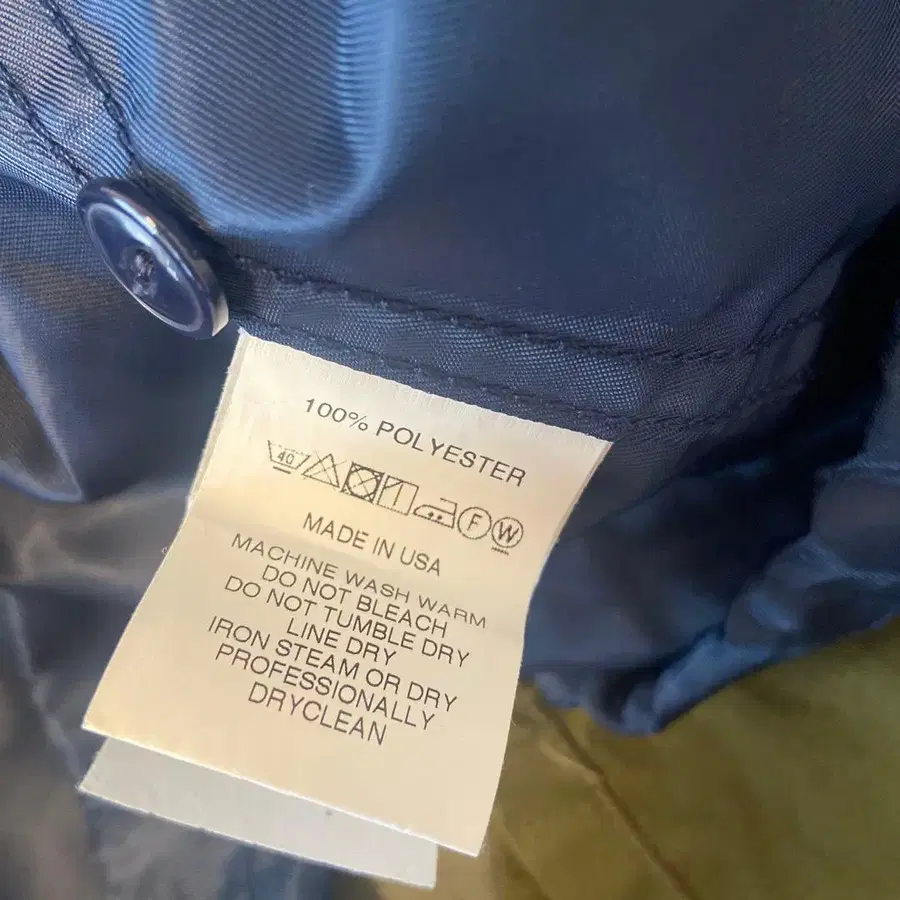 100% POLYESTER
40 F W
MADE IN USA
MACHINE WASH WARM
DO NOT BLEACH
DO NOT TUMBLE DRY
LINE DRY
IRON STEAM OR DRY
PROFESSIONALLY
DRYCLEAN